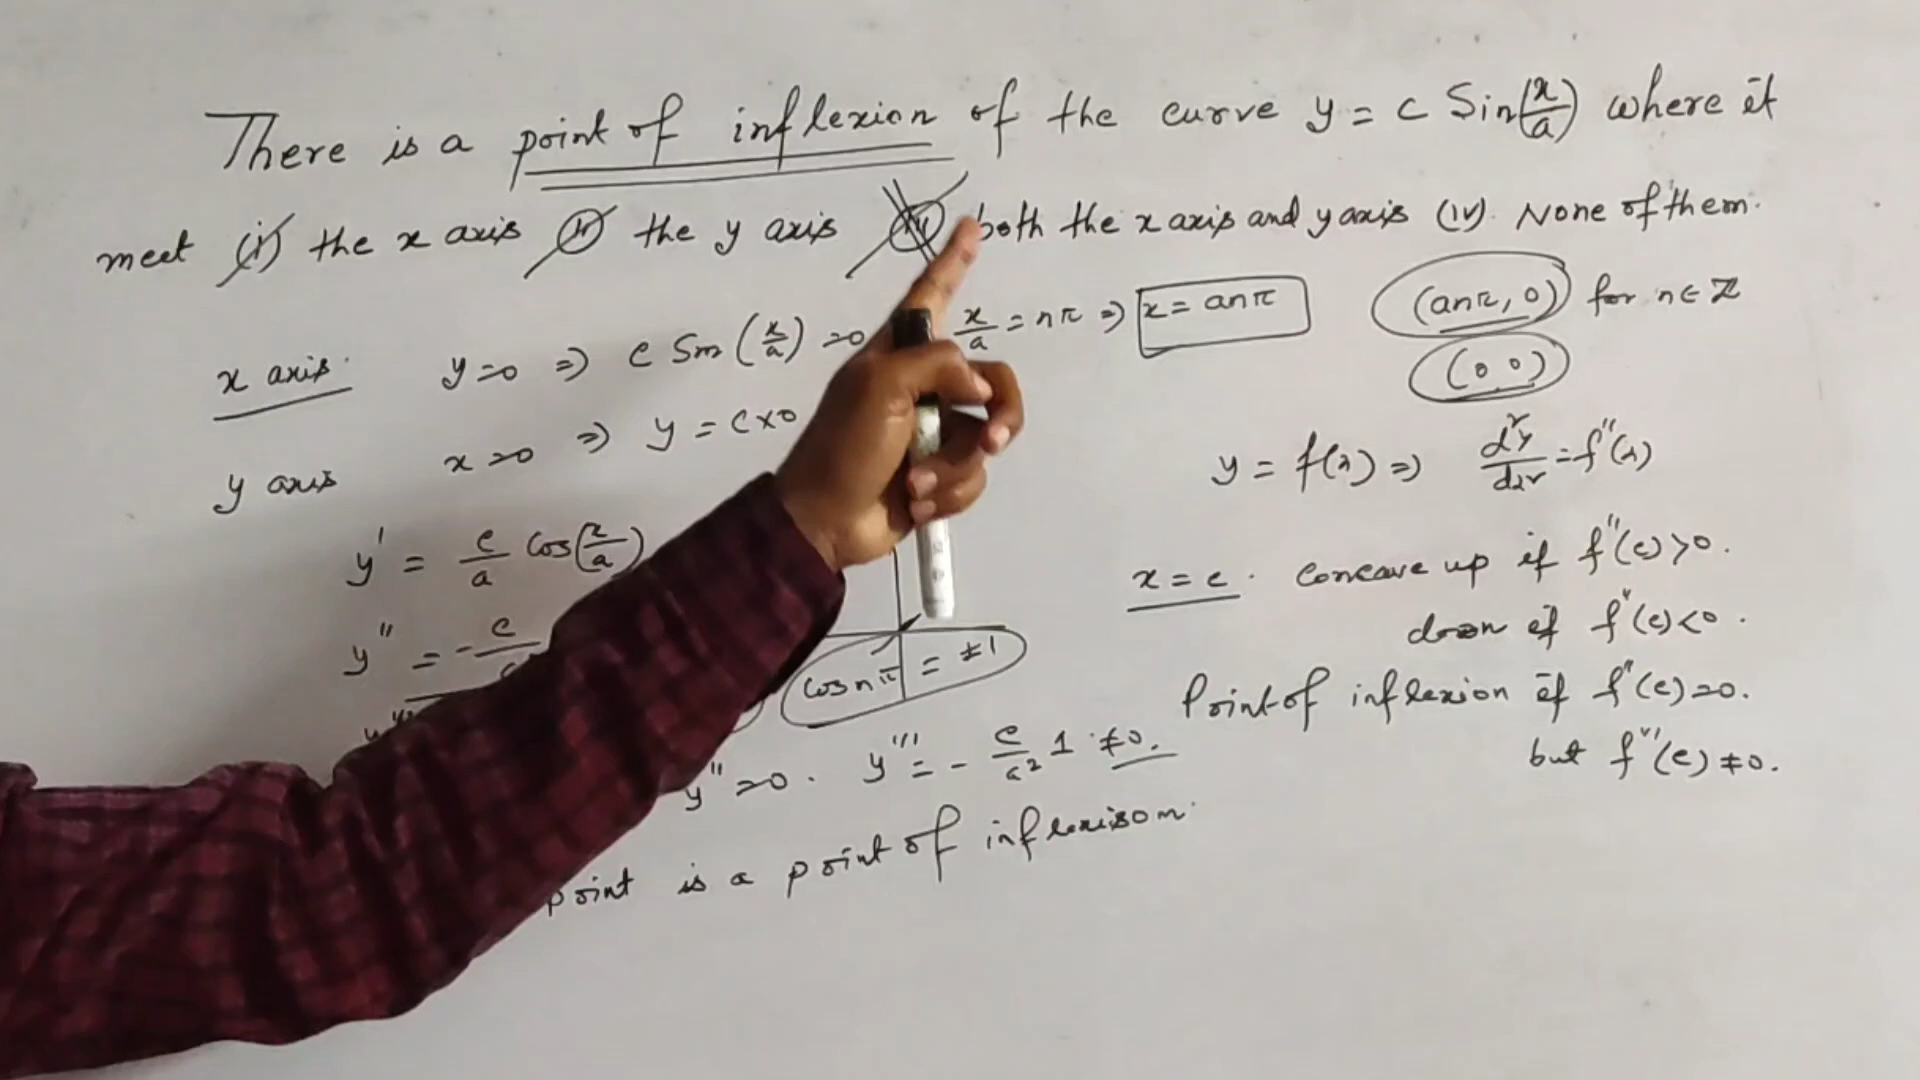 There is a point of inflexion of the curve y = c Sin(x/a) where it
meet (i) the x axis (ii) the y axis (iii) both the x axis and y axis (iv). None of them.
x axis. y=0 ⇒ c Sin (x/a) =0 x/a = nπ ⇒ x = anπ (anπ, 0) for n∈Z
(0,0)
y axis x=0 ⇒ y = c×0
y = f(x) ⇒ d²y/dx² = f''(x)
y' = c/a Cos(x/a)
x = c. Concave up if f''(c)>0.
y'' = - c
down if f''(c)<0.
Cos nπ = ±1
Point of inflexion if f''(c)=0.
but f'''(c) ≠0.
y''=0. y''' = - c/a² 1 ≠0.
point is a point of inflexison.